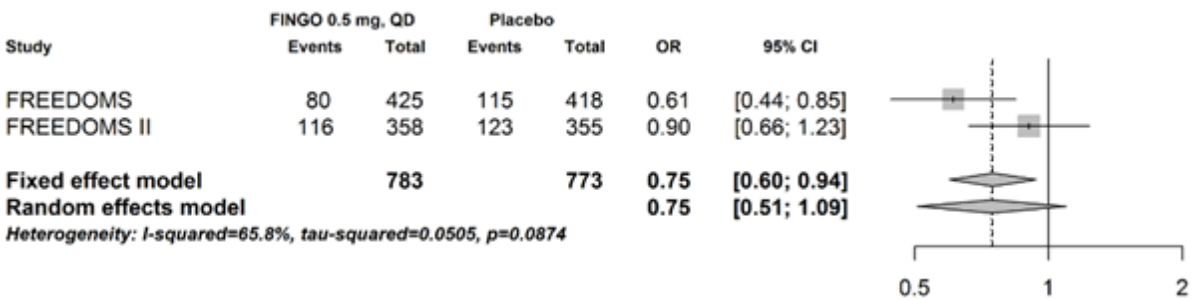 FINGO 0.5 mg, QD Placebo
Study Events Total Events Total OR 95% CI
FREEDOMS 80 425 115 418 0.61 [0.44; 0.85]
FREEDOMS II 116 358 123 355 0.90 [0.66; 1.23]
Fixed effect model 783 773 0.75 [0.60; 0.94]
Random effects model 0.75 [0.51; 1.09]
Heterogeneity: I-squared=65.8%, tau-squared=0.0505, p=0.0874
0.5 1 2